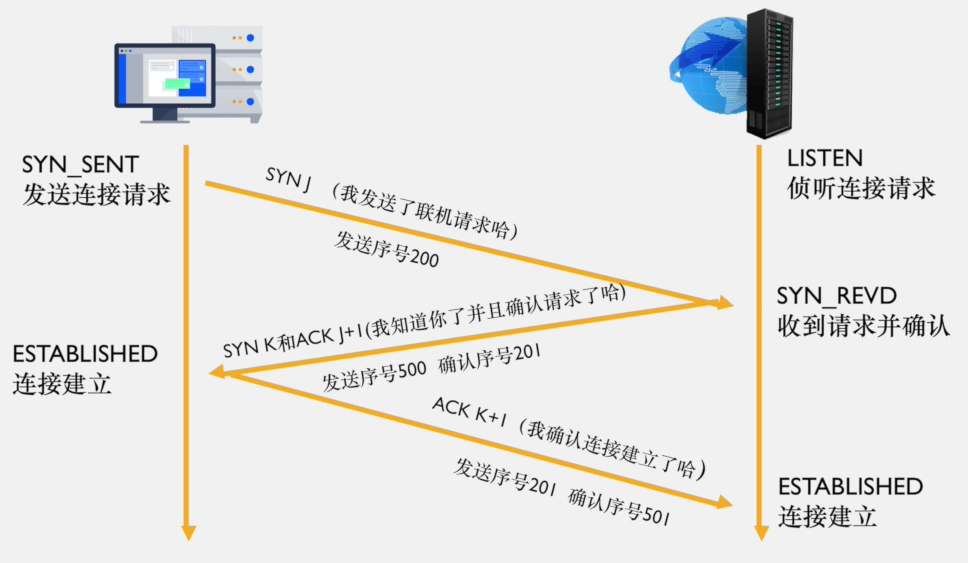 SYN_SENT
发送连接请求
LISTEN
侦听连接请求
SYN J （我发送了联机请求哈）
发送序号200
SYN_REVD
收到请求并确认
SYN K和ACK J+1(我知道你了并且确认请求了哈)
发送序号500 确认序号201
ESTABLISHED
连接建立
ACK K+1（我确认连接建立了哈）
发送序号201 确认序号501
ESTABLISHED
连接建立